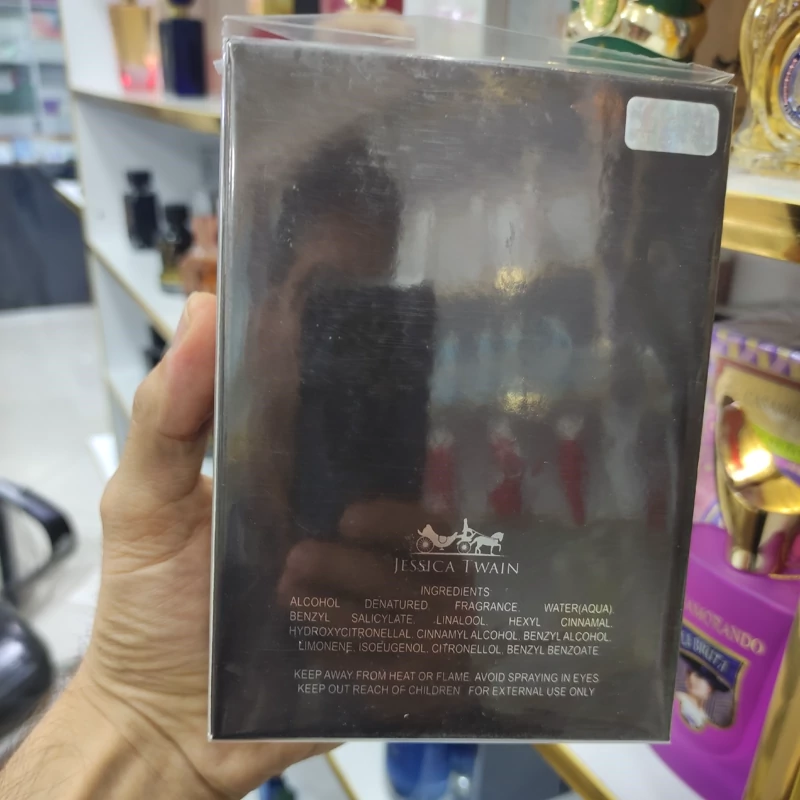 JESSICA TWAIN
INGREDIENTS
ALCOHOL DENATURED. FRAGRANCE. WATER(AQUA).
BENZYL SALICYLATE. LINALOOL. HEXYL CINNAMAL.
HYDROXYCITRONELLAL. CINNAMYL ALCOHOL. BENZYL ALCOHOL.
LIMONENE. ISOEUGENOL. CITRONELLOL. BENZYL BENZOATE
KEEP AWAY FROM HEAT OR FLAME. AVOID SPRAYING IN EYES
KEEP OUT REACH OF CHILDREN FOR EXTERNAL USE ONLY